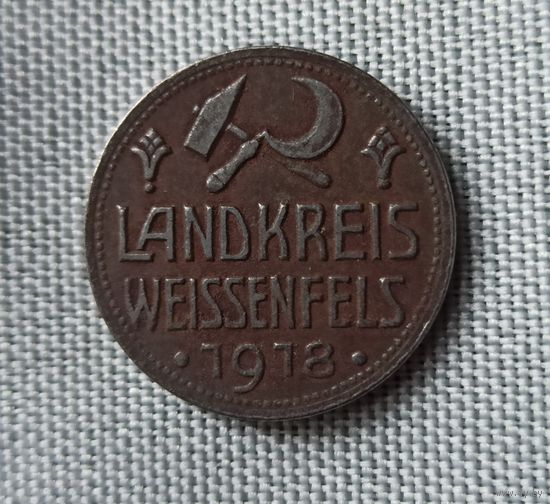 LANDKREIS
WEISSENFELS
· 1918 ·